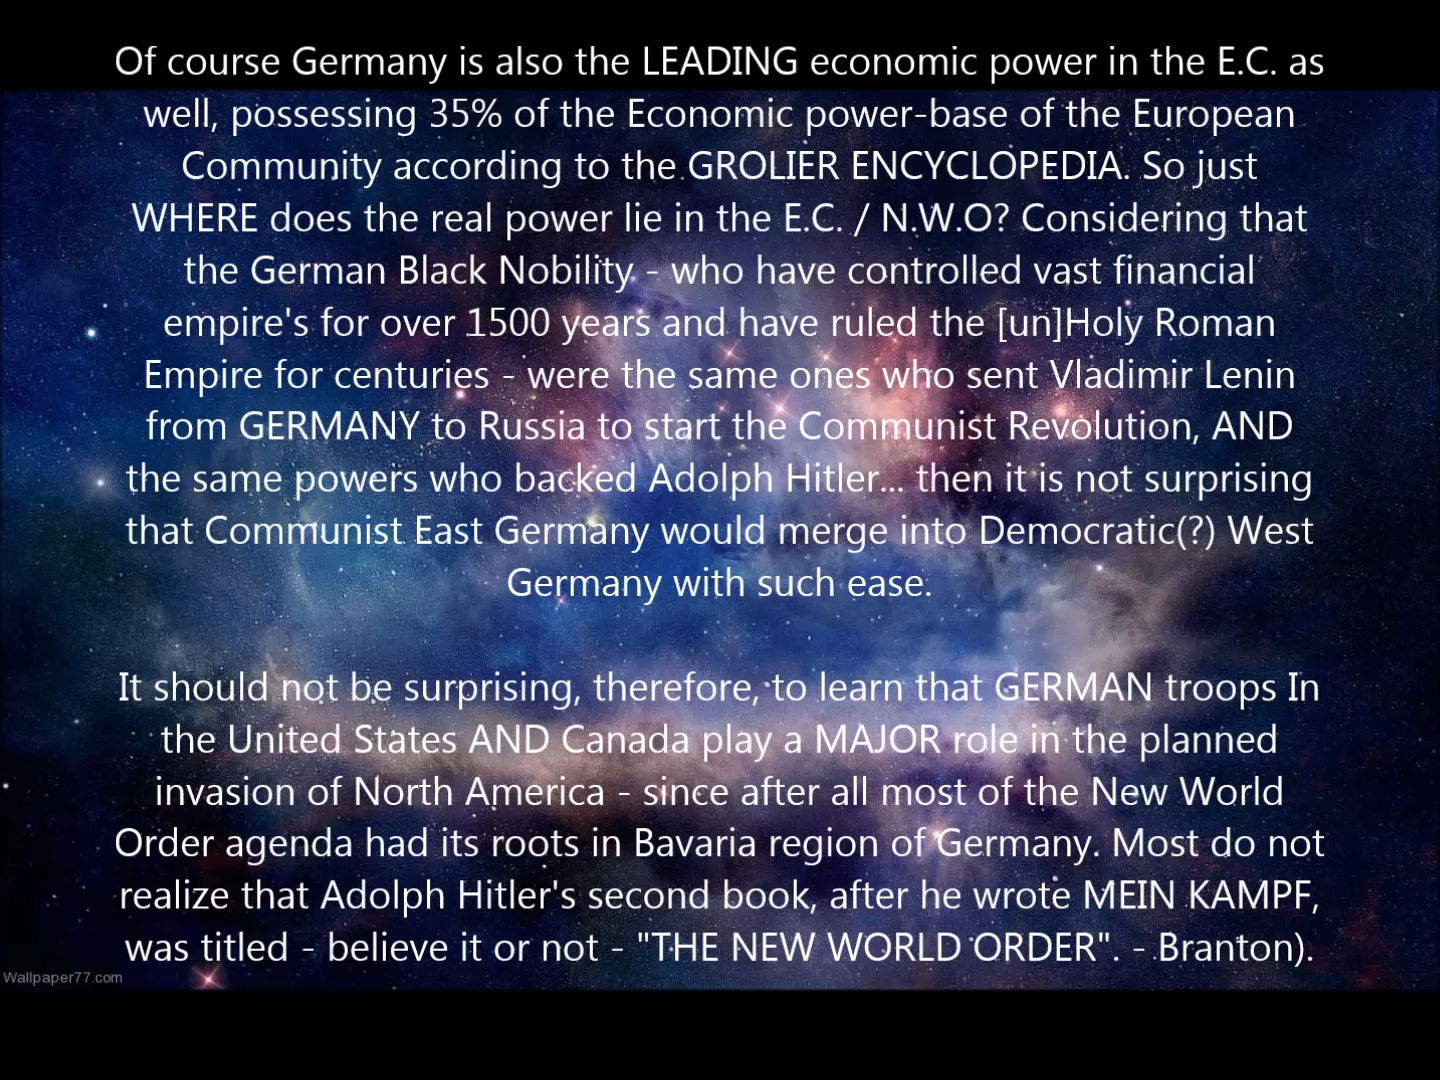 Of course Germany is also the LEADING economic power in the E.C. as
well, possessing 35% of the Economic power-base of the European
Community according to the GROLIER ENCYCLOPEDIA. So just
WHERE does the real power lie in the E.C. / N.W.O? Considering that
the German Black Nobility - who have controlled vast financial
empire's for over 1500 years and have ruled the [un]Holy Roman
Empire for centuries - were the same ones who sent Vladimir Lenin
from GERMANY to Russia to start the Communist Revolution, AND
the same powers who backed Adolph Hitler... then it is not surprising
that Communist East Germany would merge into Democratic(?) West
Germany with such ease.
It should not be surprising, therefore, to learn that GERMAN troops In
the United States AND Canada play a MAJOR role in the planned
invasion of North America - since after all most of the New World
Order agenda had its roots in Bavaria region of Germany. Most do not
realize that Adolph Hitler's second book, after he wrote MEIN KAMPF,
was titled - believe it or not - "THE NEW WORLD ORDER". - Branton).
Wallpaper77.com